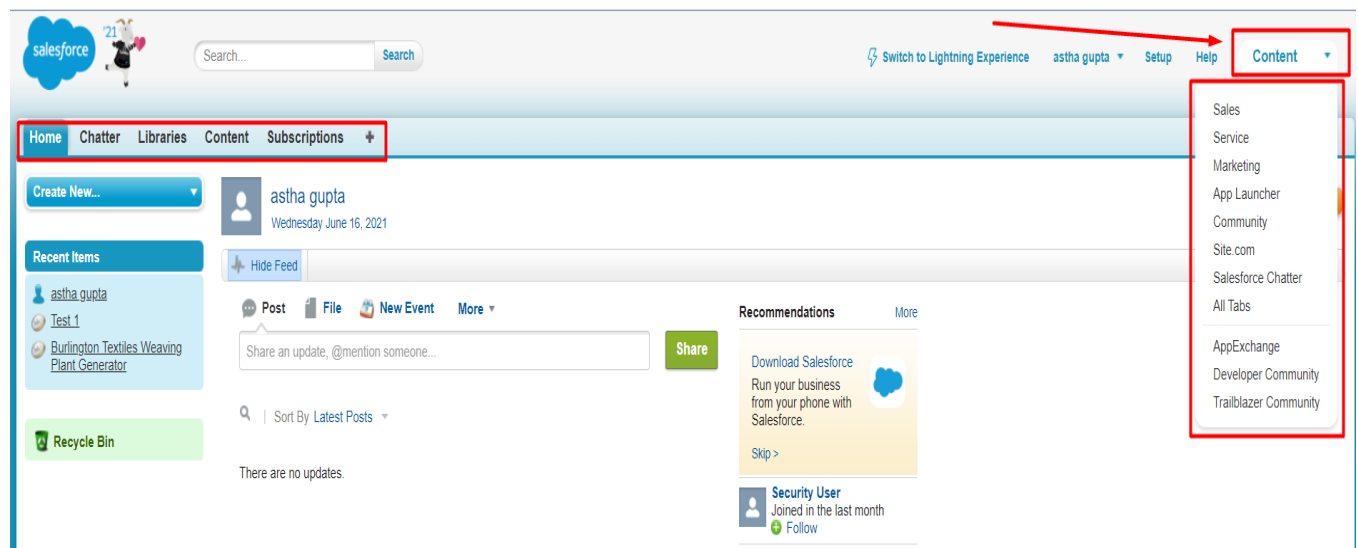 '21
salesforce
Search...
Search
Switch to Lightning Experience
astha gupta
Setup
Help
Content
Home
Chatter
Libraries
Content
Subscriptions
+
Sales
Service
Marketing
App Launcher
Community
Site.com
Salesforce Chatter
All Tabs
AppExchange
Developer Community
Trailblazer Community
Create New...
Recent Items
astha gupta
Test 1
Burlington Textiles Weaving
Plant Generator
Recycle Bin
astha gupta
Wednesday June 16, 2021
Hide Feed
Post
File
New Event
More
Share an update, @mention someone...
Share
Sort By Latest Posts
There are no updates.
Recommendations
More
Download Salesforce
Run your business
from your phone with
Salesforce.
Skip >
Security User
Joined in the last month
Follow